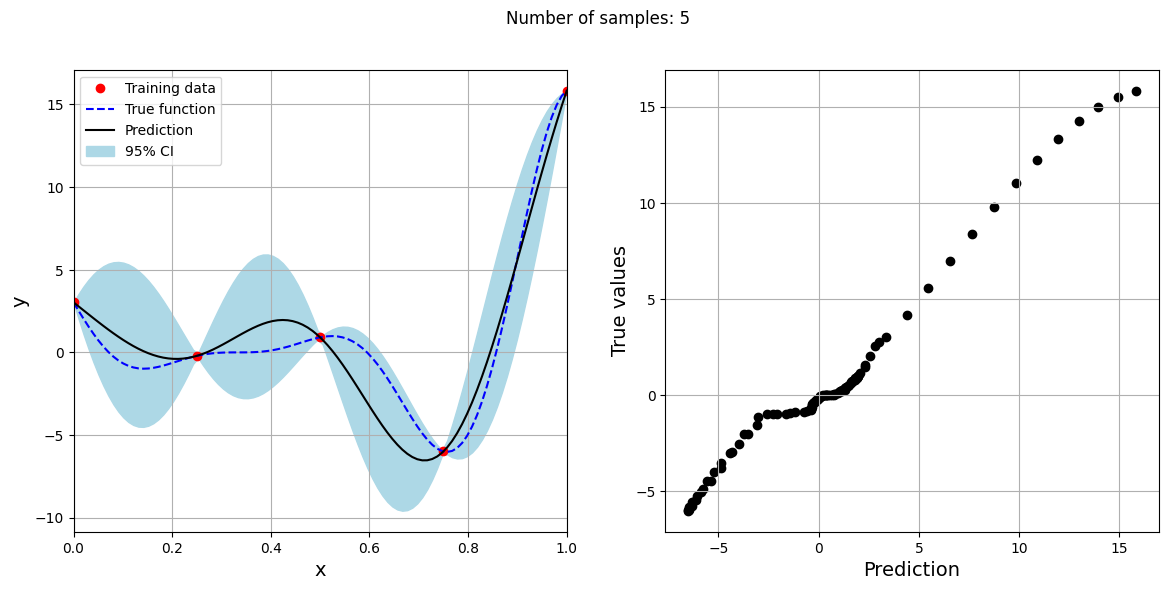 Number of samples: 5
Training data
True function
Prediction
95% CI
15
10
5
0
−5
−10
y
0.0 0.2 0.4 0.6 0.8 1.0
x
15
10
5
0
−5
True values
−5 0 5 10 15
Prediction